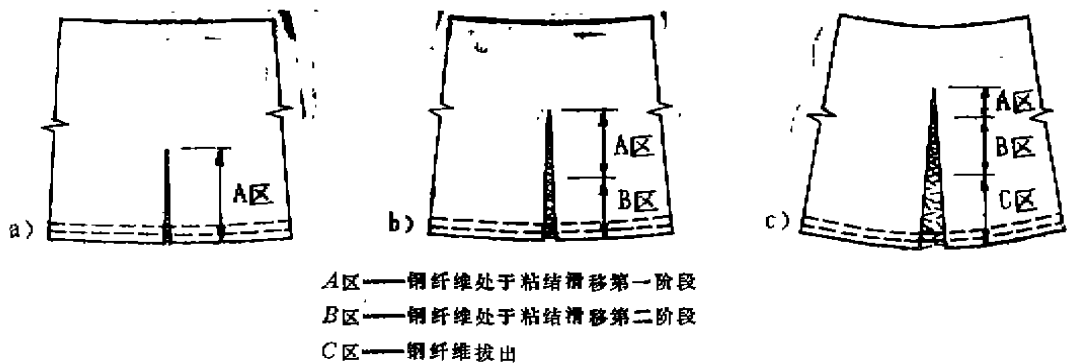 a)
A区
b)
A区
B区
c)
A区
B区
C区
A区——钢纤维处于粘结滑移第一阶段
B区——钢纤维处于粘结滑移第二阶段
C区——钢纤维拔出